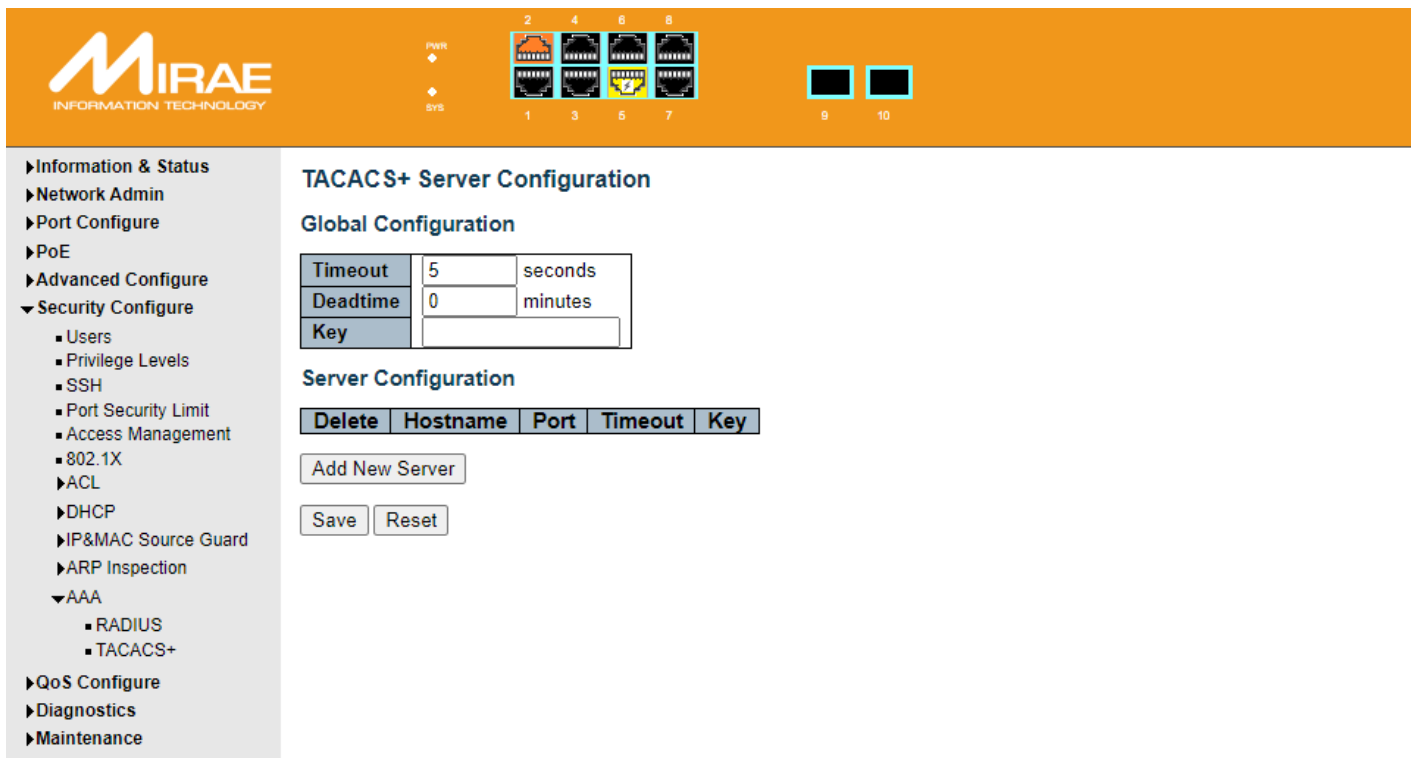 MIRAE
INFORMATION TECHNOLOGY
PWR
SYS
2 4 6 8
1 3 5 7
9 10
Information & Status
Network Admin
Port Configure
PoE
Advanced Configure
Security Configure
Users
Privilege Levels
SSH
Port Security Limit
Access Management
802.1X
ACL
DHCP
IP&MAC Source Guard
ARP Inspection
AAA
RADIUS
TACACS+
QoS Configure
Diagnostics
Maintenance
TACACS+ Server Configuration
Global Configuration
Timeout 5 seconds
Deadtime 0 minutes
Key
Server Configuration
Delete Hostname Port Timeout Key
Add New Server
Save Reset